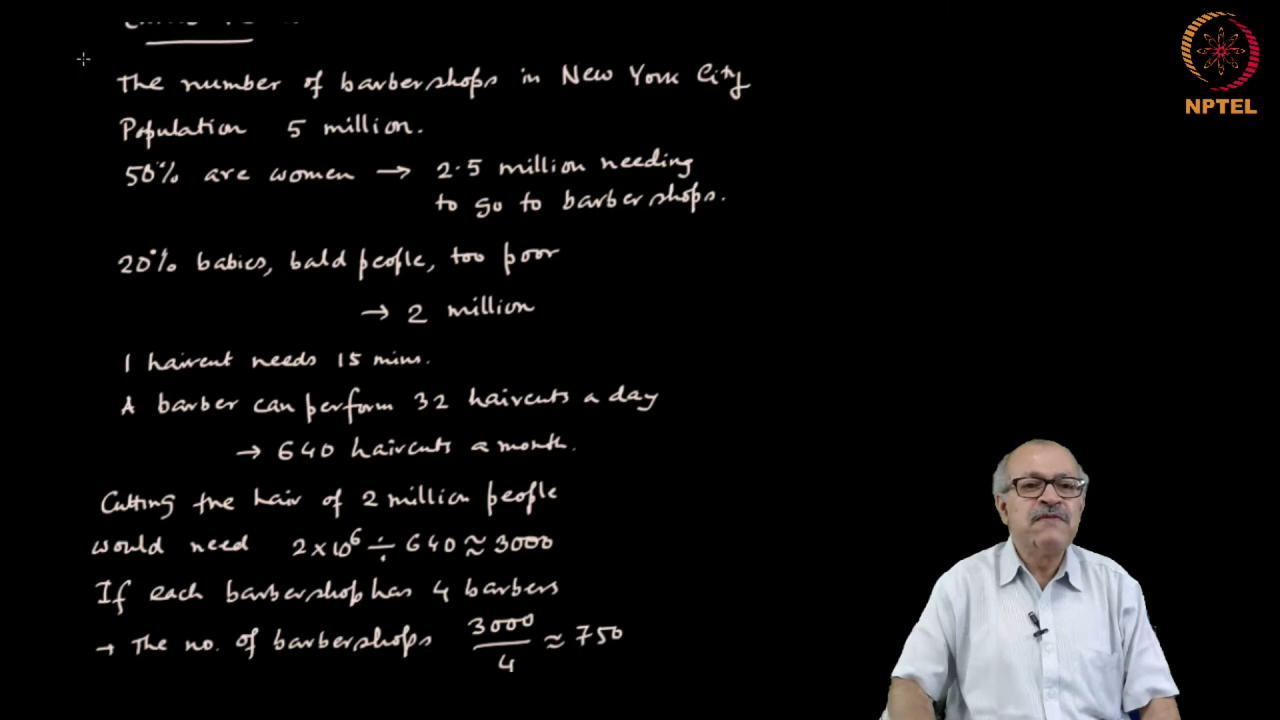 The number of barbershops in New York City
Population 5 million.
50% are women → 2.5 million needing
to go to barbershops.
20% babies, bald people, too poor
→ 2 million
1 haircut needs 15 mins.
A barber can perform 32 haircuts a day
→ 640 haircuts a month.
Cutting the hair of 2 million people
would need 2×10⁶ ÷ 640 ≈ 3000
If each barbershop has 4 barbers
→ The no. of barbershops 3000/4 ≈ 750
NPTEL